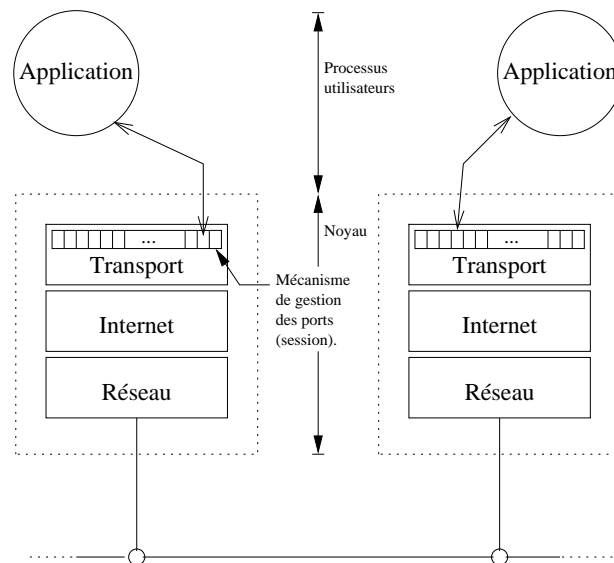 Application
Processus
utilisateurs
Application
Noyau
...
Transport
Mécanisme
de gestion
des ports
(session).
...
Transport
Internet
Internet
Réseau
Réseau